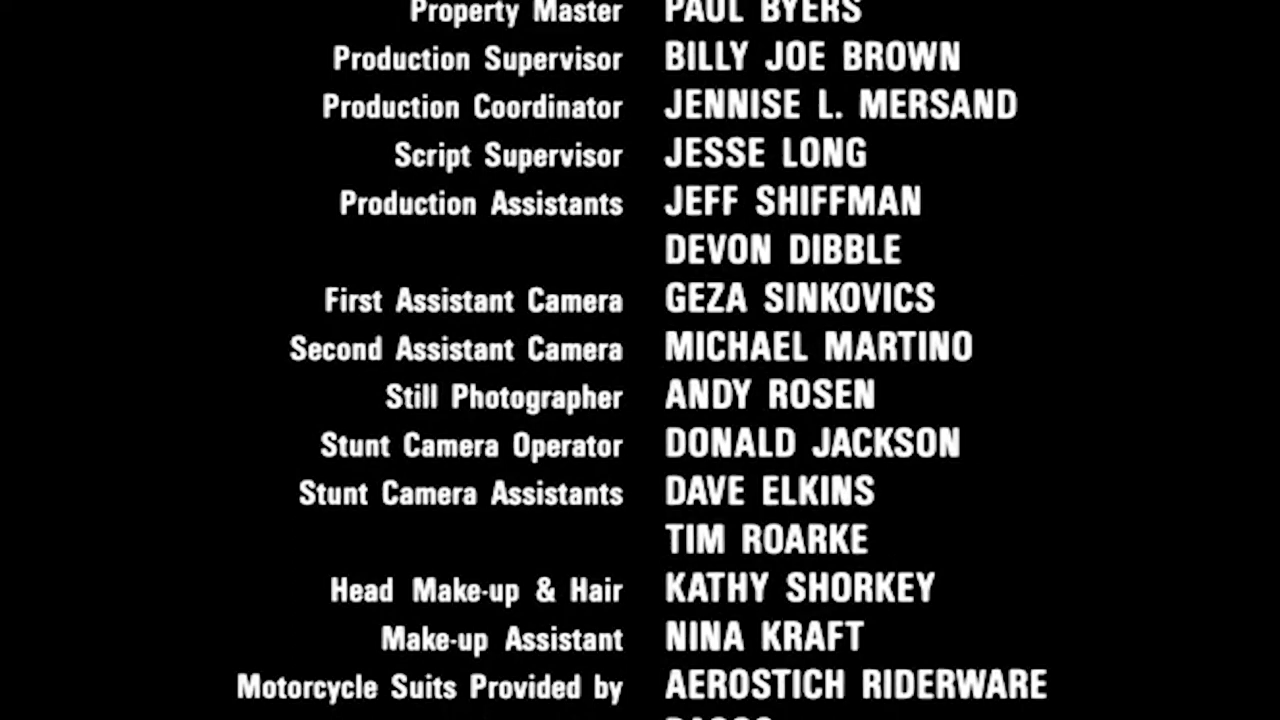 Property Master PAUL BYERS
Production Supervisor BILLY JOE BROWN
Production Coordinator JENNISE L. MERSAND
Script Supervisor JESSE LONG
Production Assistants JEFF SHIFFMAN
DEVON DIBBLE
First Assistant Camera GEZA SINKOVICS
Second Assistant Camera MICHAEL MARTINO
Still Photographer ANDY ROSEN
Stunt Camera Operator DONALD JACKSON
Stunt Camera Assistants DAVE ELKINS
TIM ROARKE
Head Make-up & Hair KATHY SHORKEY
Make-up Assistant NINA KRAFT
Motorcycle Suits Provided by AEROSTICH RIDERWARE